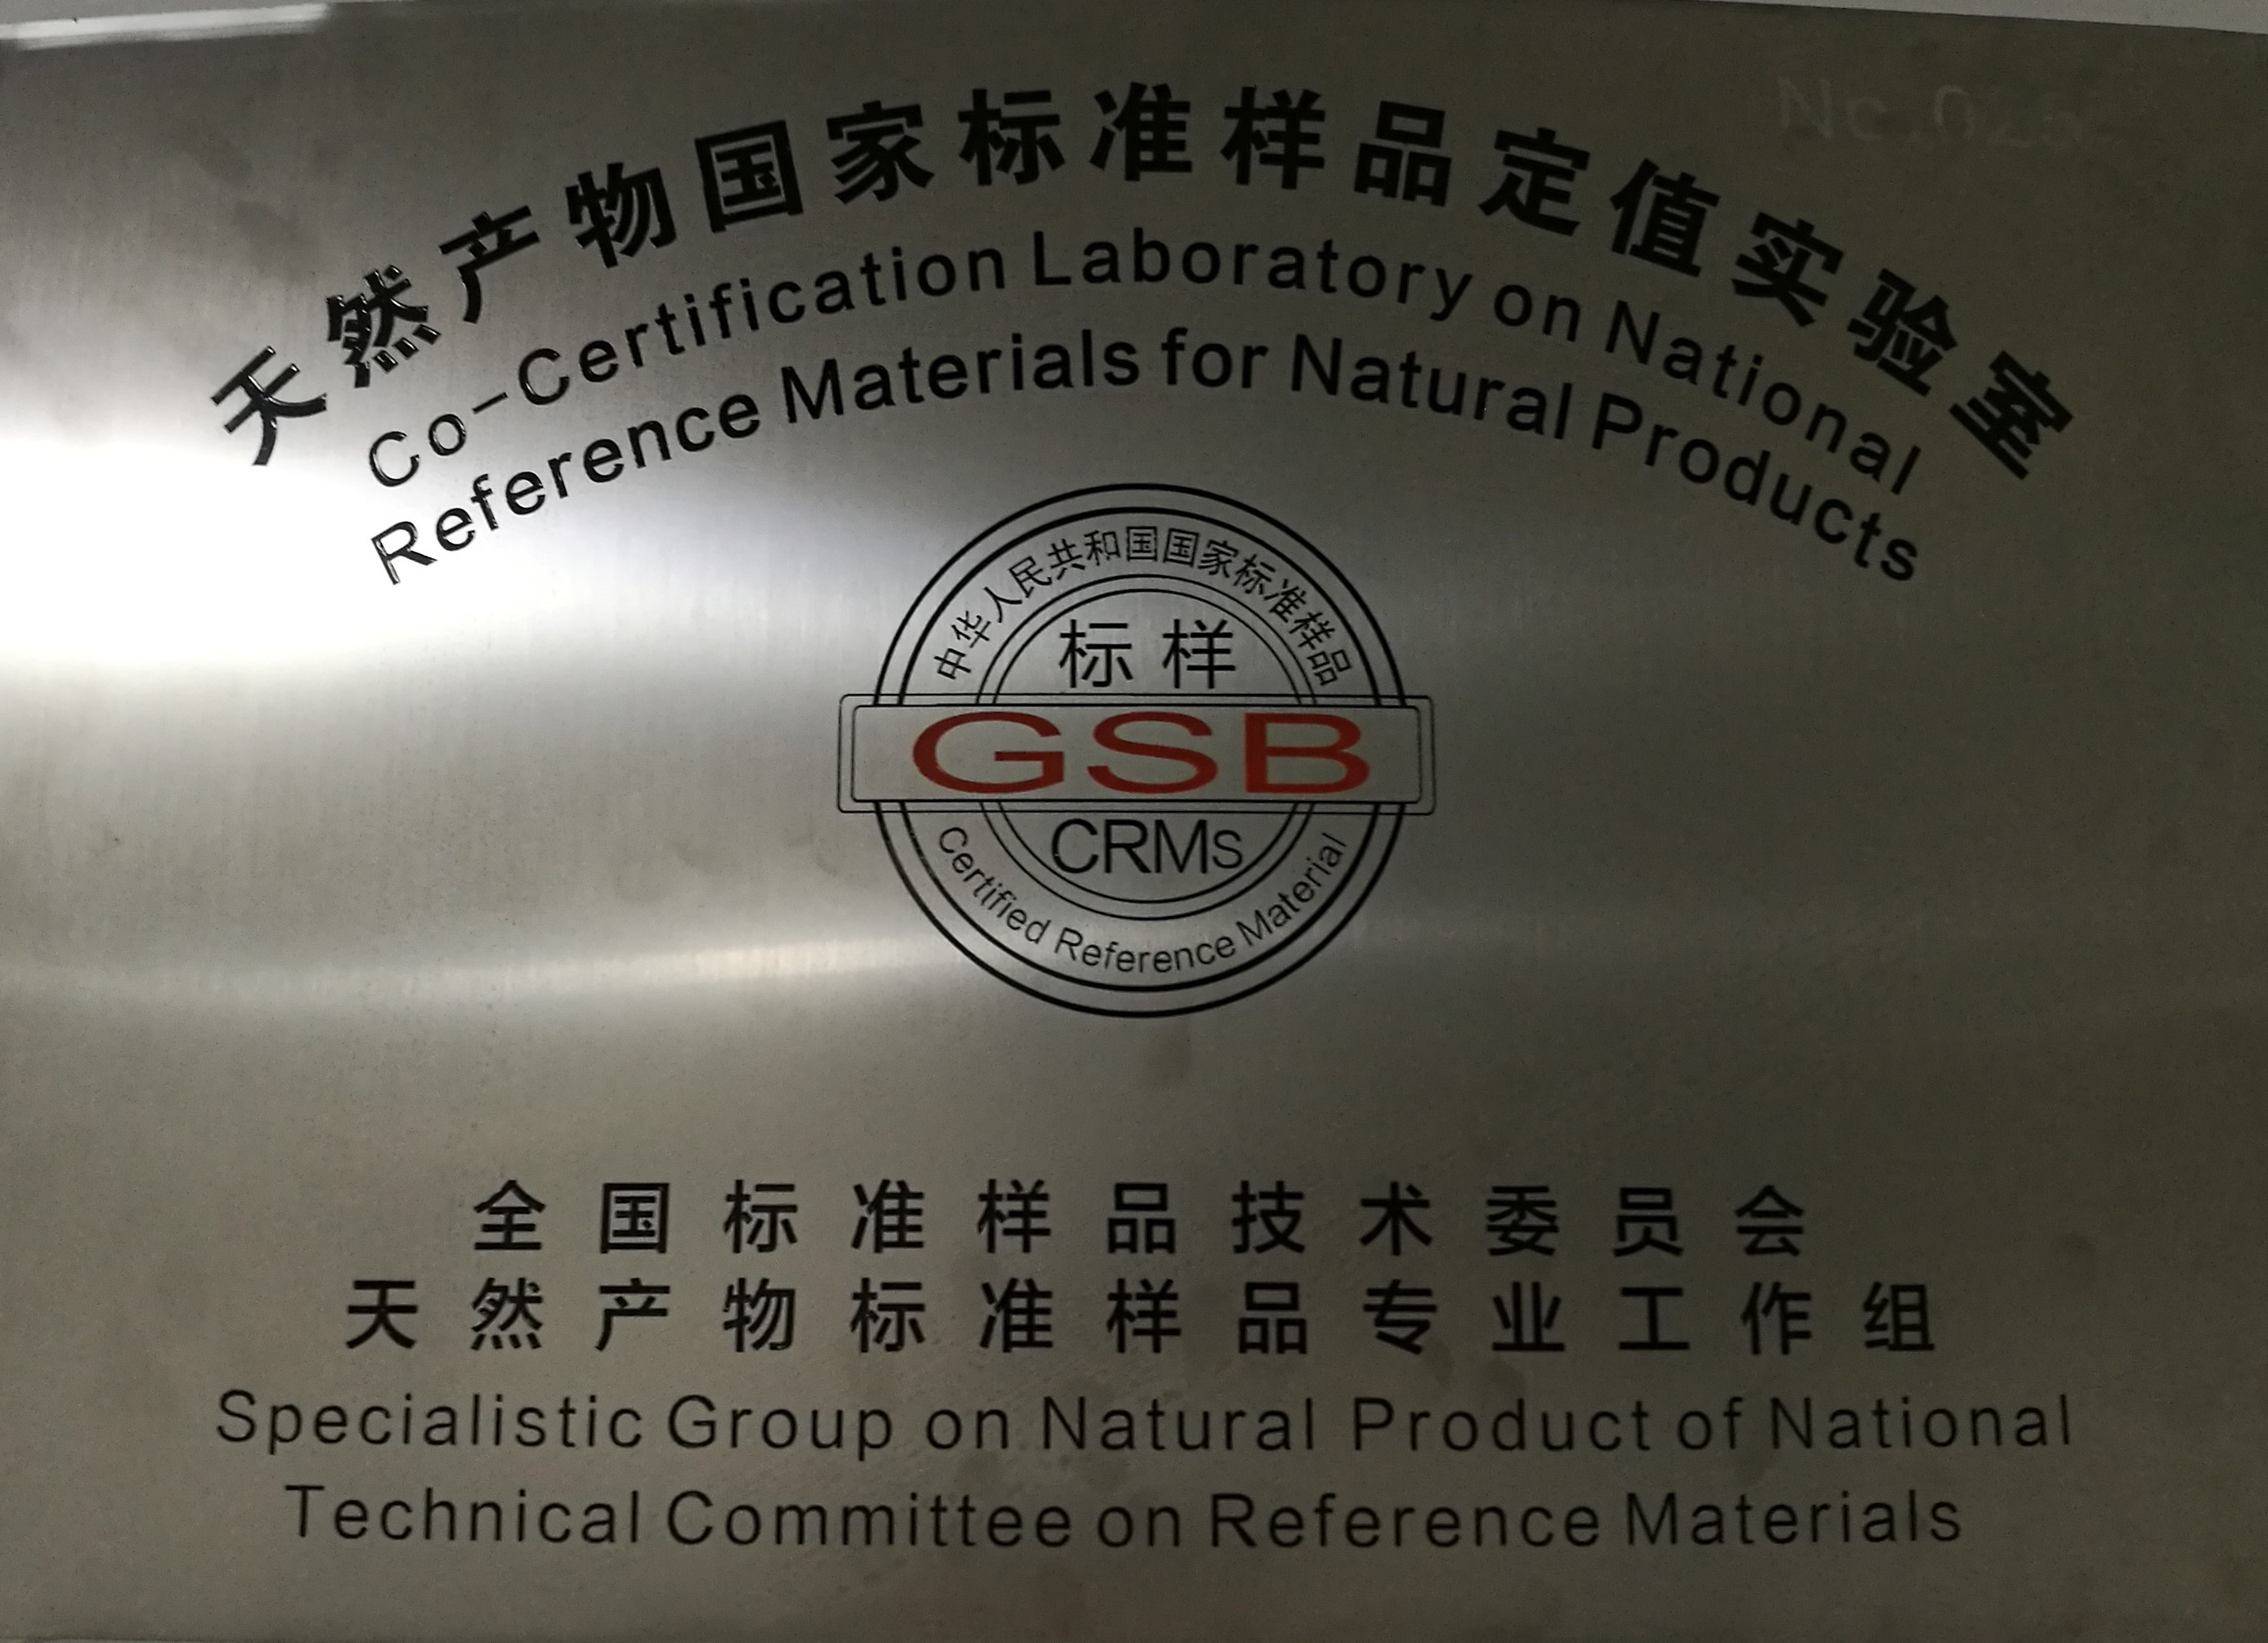 天然产物国家标准样品定值实验室
Co-Certification Laboratory on National
Reference Materials for Natural Products
中华人民共和国国家标准样品
标样
GSB
CRMs
Certified Reference Material
全国标准样品技术委员会
天然产物标准样品专业工作组
Specialistic Group on Natural Product of National
Technical Committee on Reference Materials